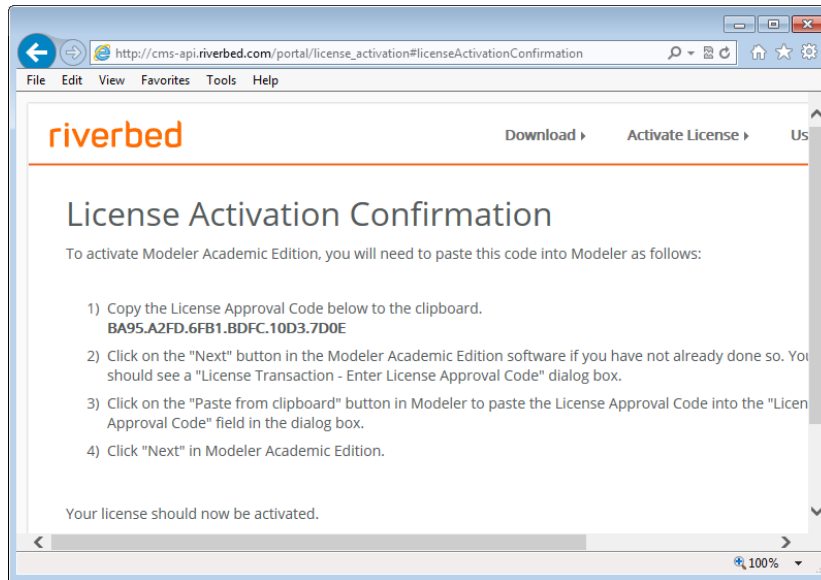 http://cms-api.riverbed.com/portal/license_activation#licenseActivationConfirmation
File Edit View Favorites Tools Help
riverbed Download Activate License Us
License Activation Confirmation
To activate Modeler Academic Edition, you will need to paste this code into Modeler as follows:
1) Copy the License Approval Code below to the clipboard.
BA95.A2FD.6FB1.BDFC.10D3.7D0E
2) Click on the "Next" button in the Modeler Academic Edition software if you have not already done so. You
should see a "License Transaction - Enter License Approval Code" dialog box.
3) Click on the "Paste from clipboard" button in Modeler to paste the License Approval Code into the "Licen
Approval Code" field in the dialog box.
4) Click "Next" in Modeler Academic Edition.
Your license should now be activated.
100%